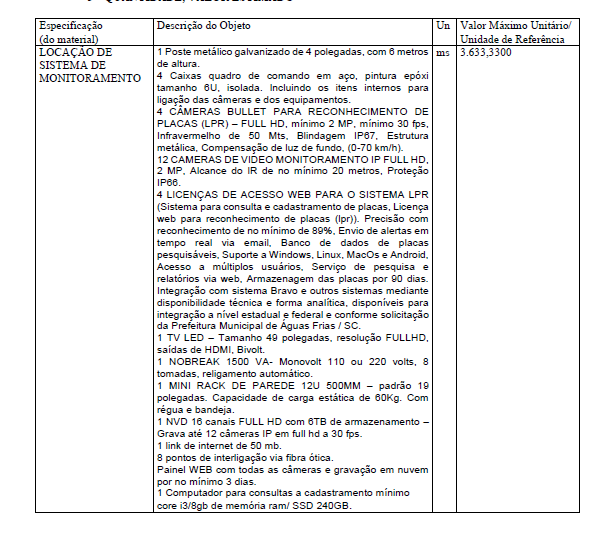 Especificação
(do material)
Descrição do Objeto
Un
Valor Máximo Unitário/
Unidade de Referência
LOCAÇÃO DE
SISTEMA DE
MONITORAMENTO
1 Poste metálico galvanizado de 4 polegadas, com 6 metros
de altura.
4 Caixas quadro de comando em aço, pintura epóxi
tamanho 6U, isolada. Incluindo os itens internos para
ligação das câmeras e dos equipamentos.
4 CÂMERAS BULLET PARA RECONHECIMENTO DE
PLACAS (LPR) – FULL HD, mínimo 2 MP, mínimo 30 fps,
Infravermelho de 50 Mts, Blindagem IP67, Estrutura
metálica, Compensação de luz de fundo, (0-70 km/h).
12 CAMERAS DE VIDEO MONITORAMENTO IP FULL HD,
2 MP, Alcance do IR de no mínimo 20 metros, Proteção
IP66.
4 LICENÇAS DE ACESSO WEB PARA O SISTEMA LPR
(Sistema para consulta e cadastramento de placas, Licença
web para reconhecimento de placas (lpr)). Precisão com
reconhecimento de no mínimo de 89%, Envio de alertas em
tempo real via email, Banco de dados de placas
pesquisáveis, Suporte a Windows, Linux, MacOs e Android,
Acesso a múltiplos usuários, Serviço de pesquisa e
relatórios via web, Armazenagem das placas por 90 dias.
Integração com sistema Bravo e outros sistemas mediante
disponibilidade técnica e forma analítica, disponíveis para
integração a nível estadual e federal e conforme solicitação
da Prefeitura Municipal de Águas Frias / SC.
1 TV LED – Tamanho 49 polegadas, resolução FULLHD,
saídas de HDMI, Bivolt.
1 NOBREAK 1500 VA- Monovolt 110 ou 220 volts, 8
tomadas, religamento automático.
1 MINI RACK DE PAREDE 12U 500MM – padrão 19
polegadas. Capacidade de carga estática de 60Kg. Com
régua e bandeja.
1 NVD 16 canais FULL HD com 6TB de armazenamento –
Grava até 12 câmeras IP em full hd a 30 fps.
1 link de internet de 50 mb.
8 pontos de interligação via fibra ótica.
Painel WEB com todas as câmeras e gravação em nuvem
por no mínimo 3 dias.
1 Computador para consultas a cadastramento mínimo
core i3/8gb de memória ram/ SSD 240GB.
ms
3.633,3300